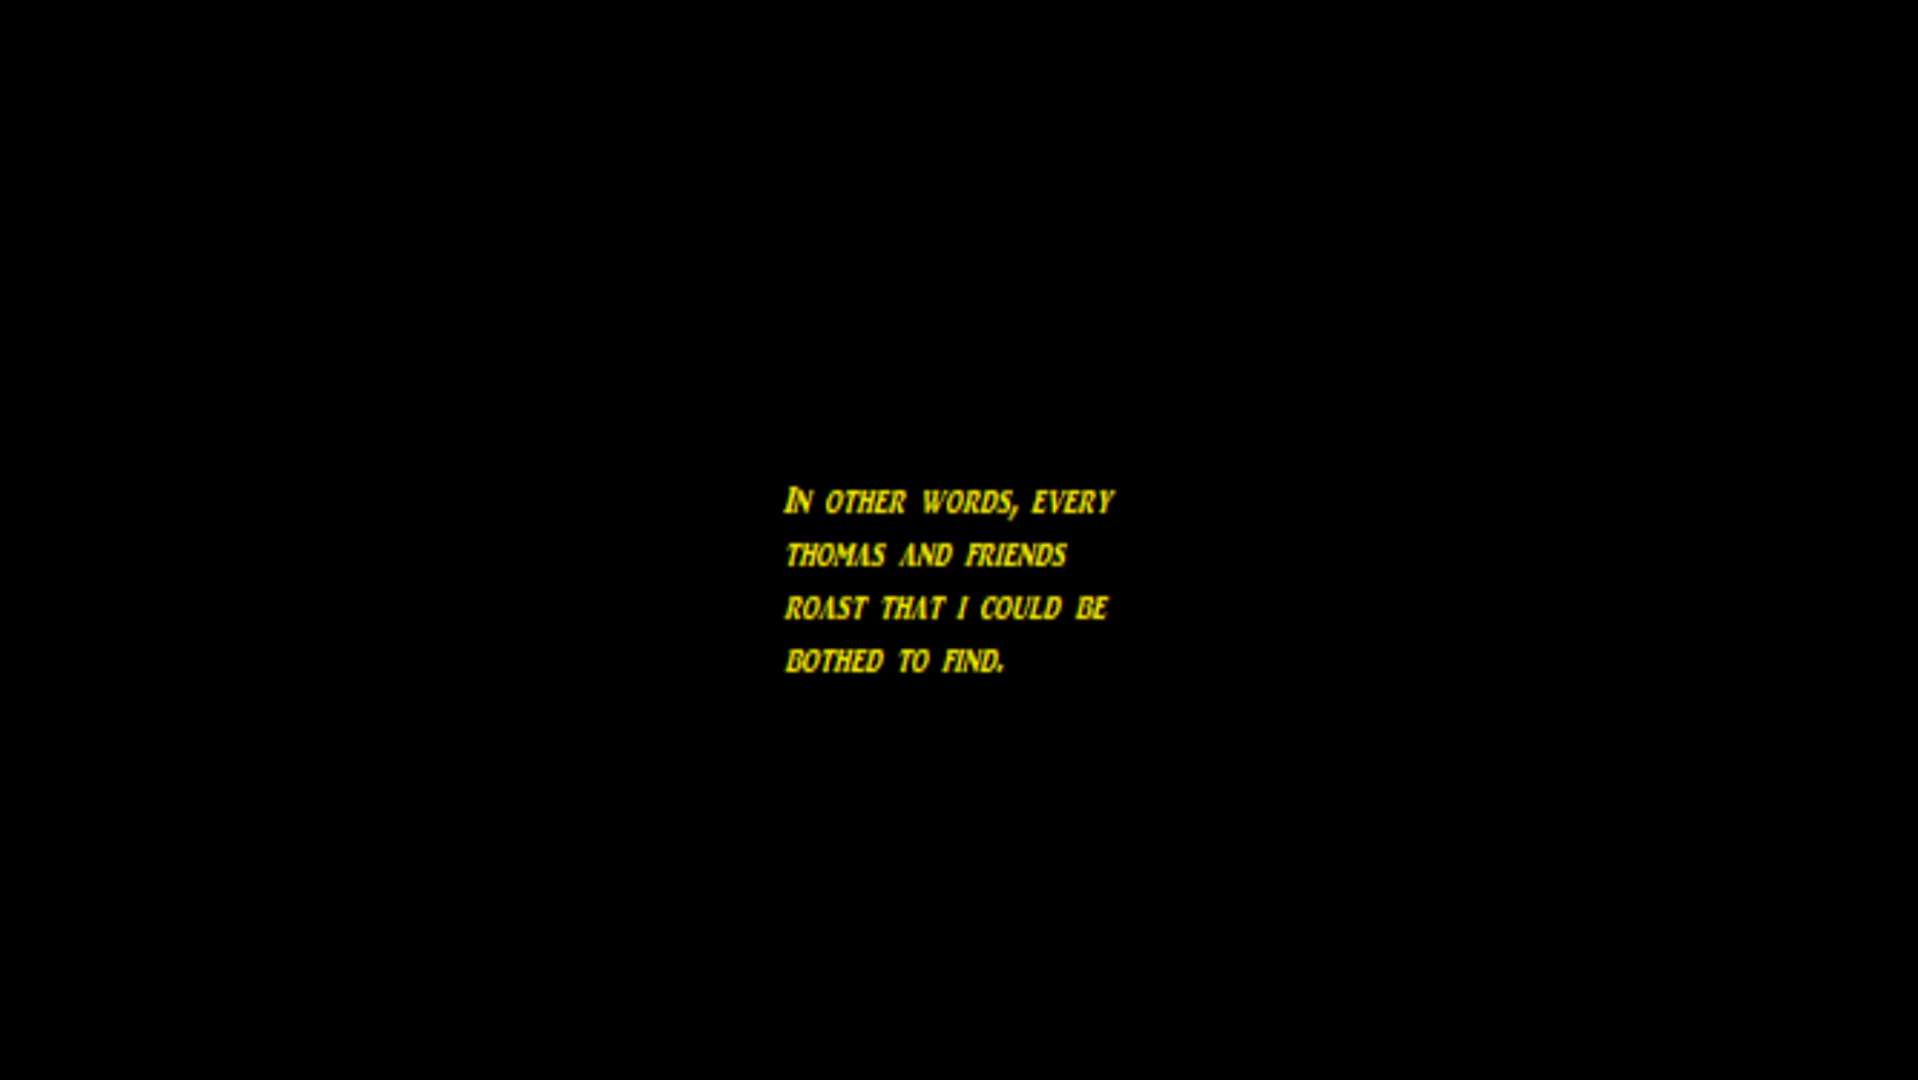 In other words, every
thomas and friends
roast that i could be
bothed to find.